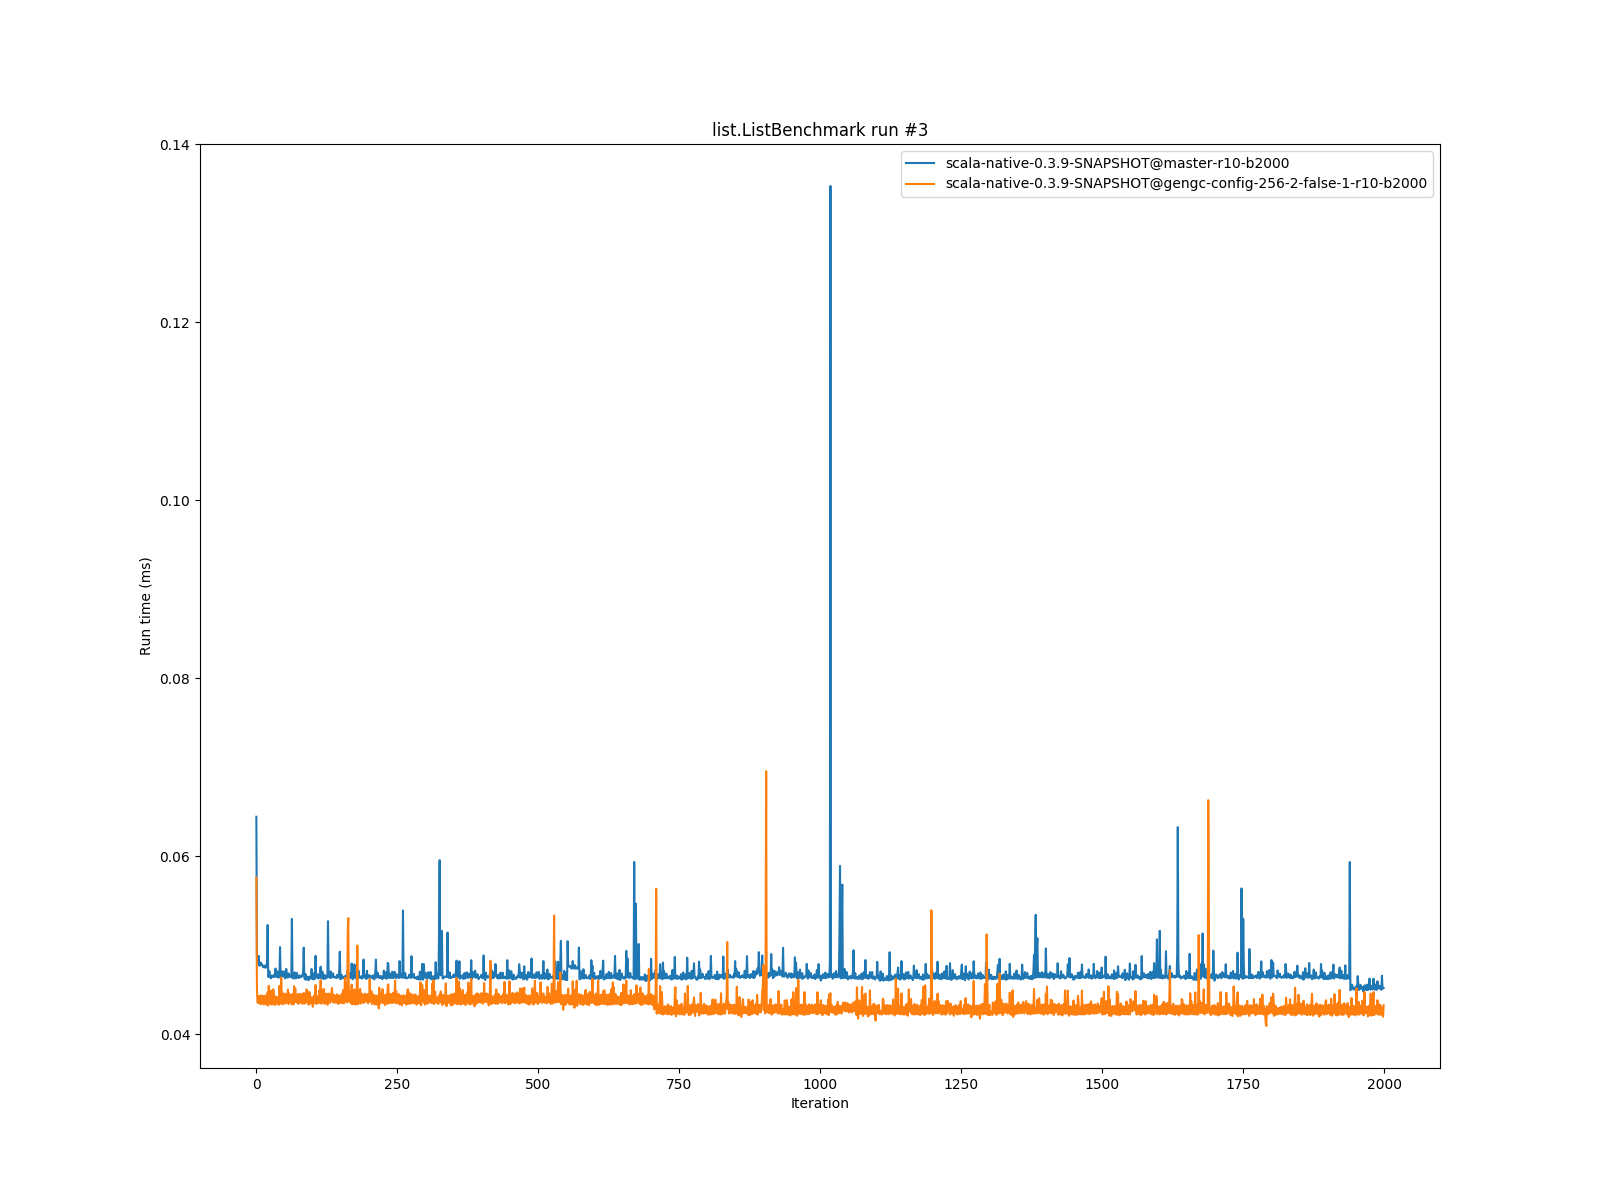 list.ListBenchmark run #3
scala-native-0.3.9-SNAPSHOT@master-r10-b2000
scala-native-0.3.9-SNAPSHOT@gengc-config-256-2-false-1-r10-b2000
0.14
0.12
0.10
0.08
0.06
0.04
Run time (ms)
0 250 500 750 1000 1250 1500 1750 2000
Iteration